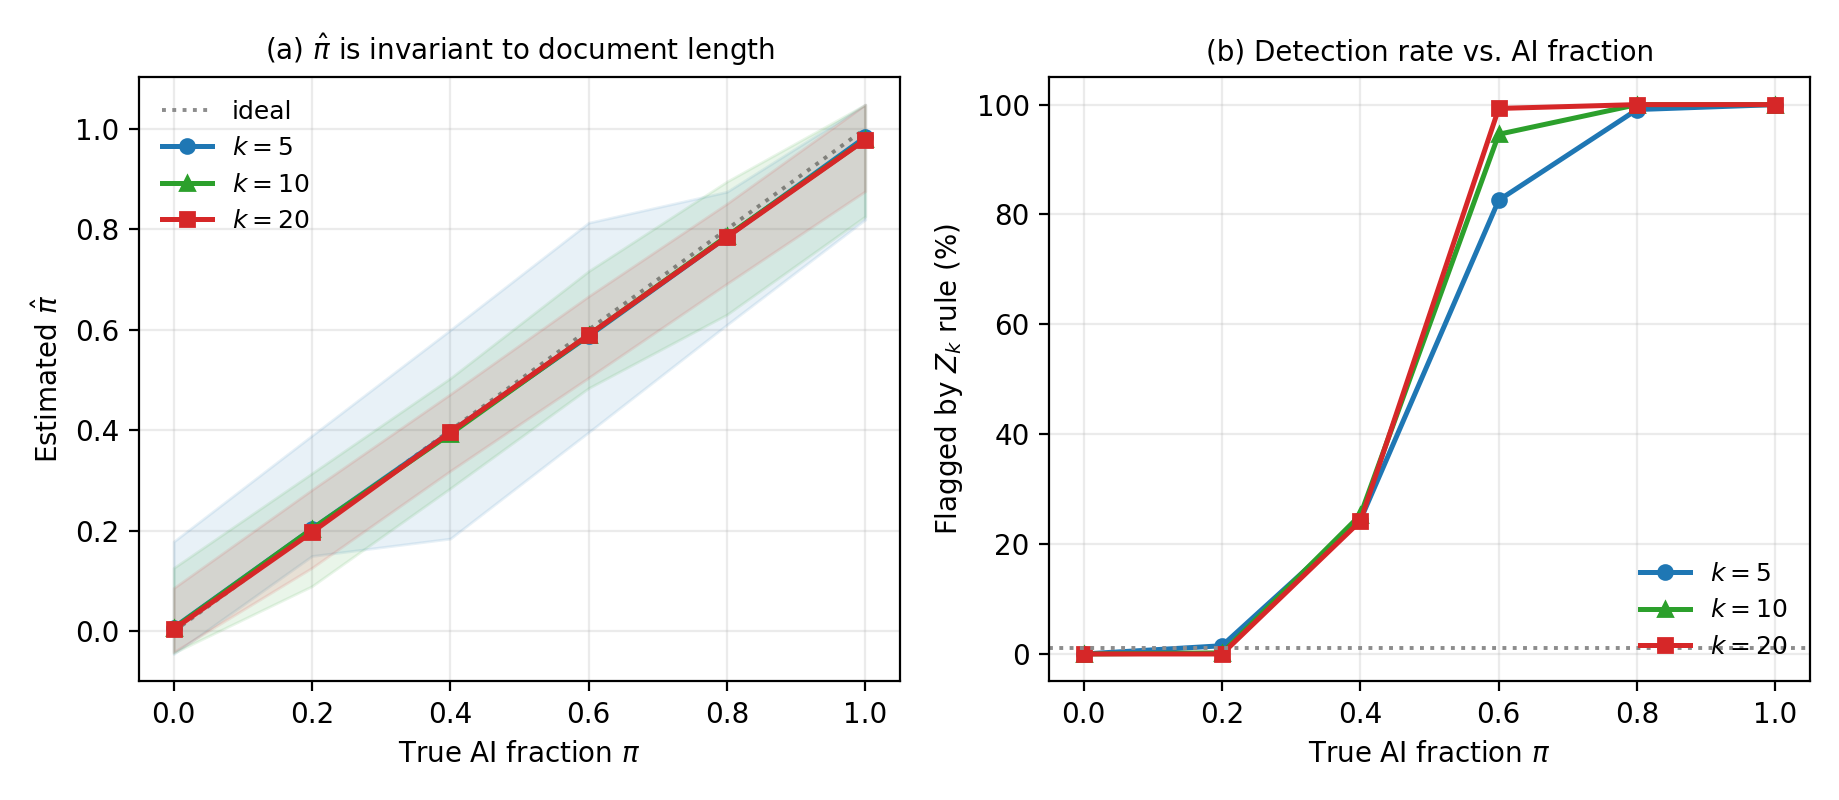 (a) π̂ is invariant to document length
ideal
k = 5
k = 10
k = 20
1.0
0.8
0.6
0.4
0.2
0.0
Estimated π̂
0.0 0.2 0.4 0.6 0.8 1.0
True AI fraction π
(b) Detection rate vs. AI fraction
100
80
60
40
20
0
Flagged by Zₖ rule (%)
k = 5
k = 10
k = 20
0.0 0.2 0.4 0.6 0.8 1.0
True AI fraction π